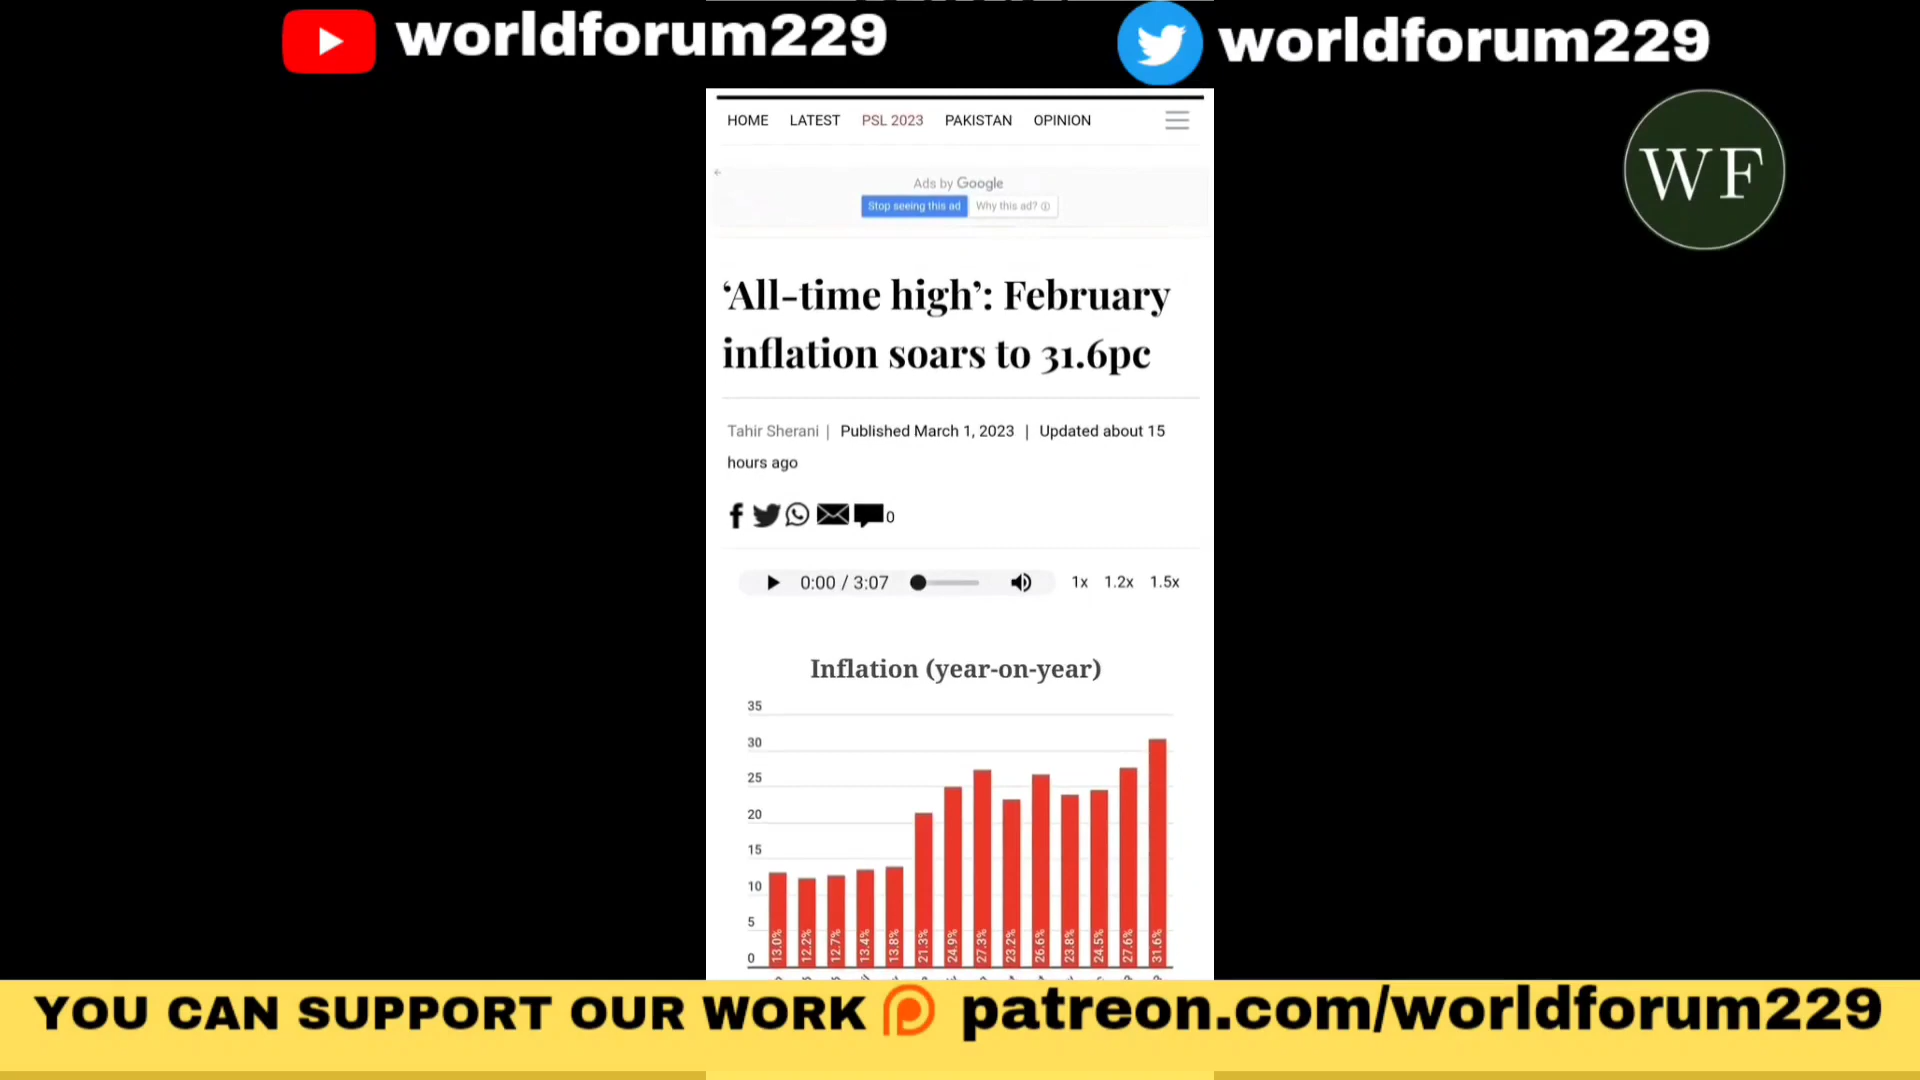 worldforum229
worldforum229
WF
HOME LATEST PSL 2023 PAKISTAN OPINION
Ads by Google
Stop seeing this ad Why this ad?
‘All-time high’: February
inflation soars to 31.6pc
Tahir Sherani | Published March 1, 2023 | Updated about 15
hours ago
0
0:00 / 3:07 1x 1.2x 1.5x
Inflation (year-on-year)
35
30
25
20
15
10
5
0
13.0% 12.2% 12.7% 13.4% 13.8% 21.3% 24.9% 27.3% 23.2% 26.6% 23.8% 24.5% 27.6% 31.6%
YOU CAN SUPPORT OUR WORK patreon.com/worldforum229